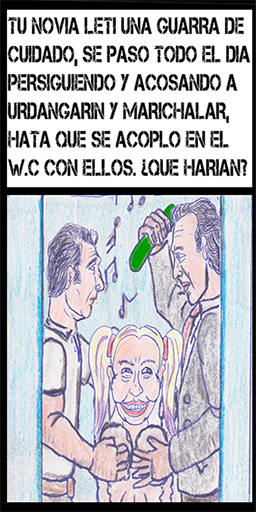 TU NOVIA LETI UNA GUARRA DE
CUIDADO, SE PASO TODO EL DIA
PERSIGUIENDO Y ACOSANDO A
URDANGARIN Y MARICHALAR,
HATA QUE SE ACOPLO EN EL
W.C CON ELLOS. ¿QUE HARIAN?